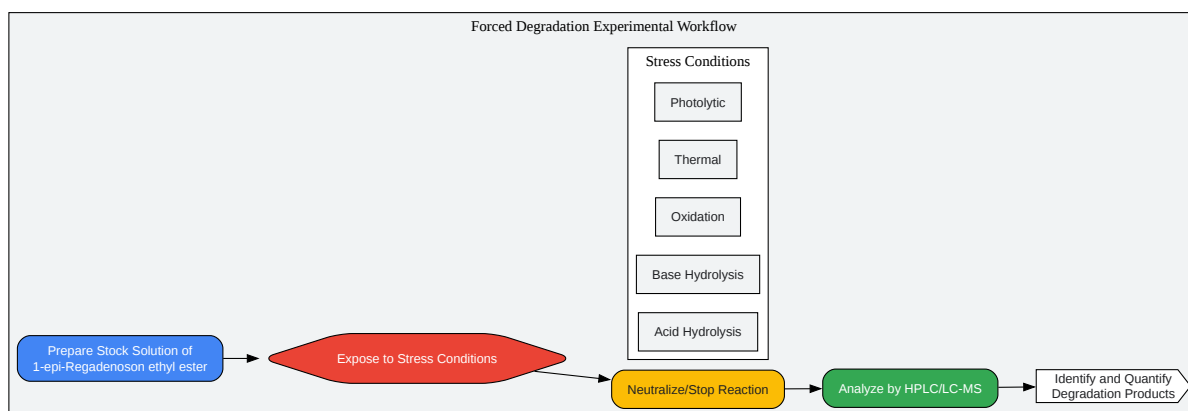 Forced Degradation Experimental Workflow
Stress Conditions
Photolytic
Thermal
Oxidation
Base Hydrolysis
Acid Hydrolysis
Prepare Stock Solution of
1-epi-Regadenoson ethyl ester
Expose to Stress Conditions
Neutralize/Stop Reaction
Analyze by HPLC/LC-MS
Identify and Quantify
Degradation Products